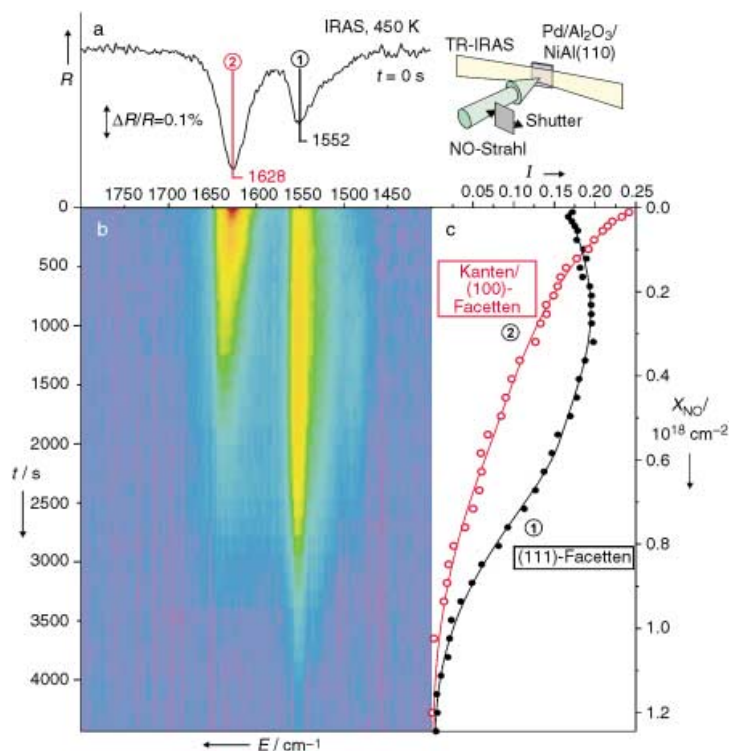 a
IRAS, 450 K
R
②
①
t = 0 s
ΔR/R=0.1%
1552
1628
TR-IRAS
Pd/Al₂O₃/
NiAl(110)
Shutter
NO-Strahl
1750 1700 1650 1600 1550 1500 1450
I
0.05 0.10 0.15 0.20 0.25
b
0
500
1000
1500
2000
2500
3000
3500
4000
t / s
E / cm⁻¹
c
Kanten/
(100)-
Facetten
②
①
(111)-Facetten
0.0
0.2
0.4
0.6
0.8
1.0
1.2
X_NO/
10¹⁸ cm⁻²